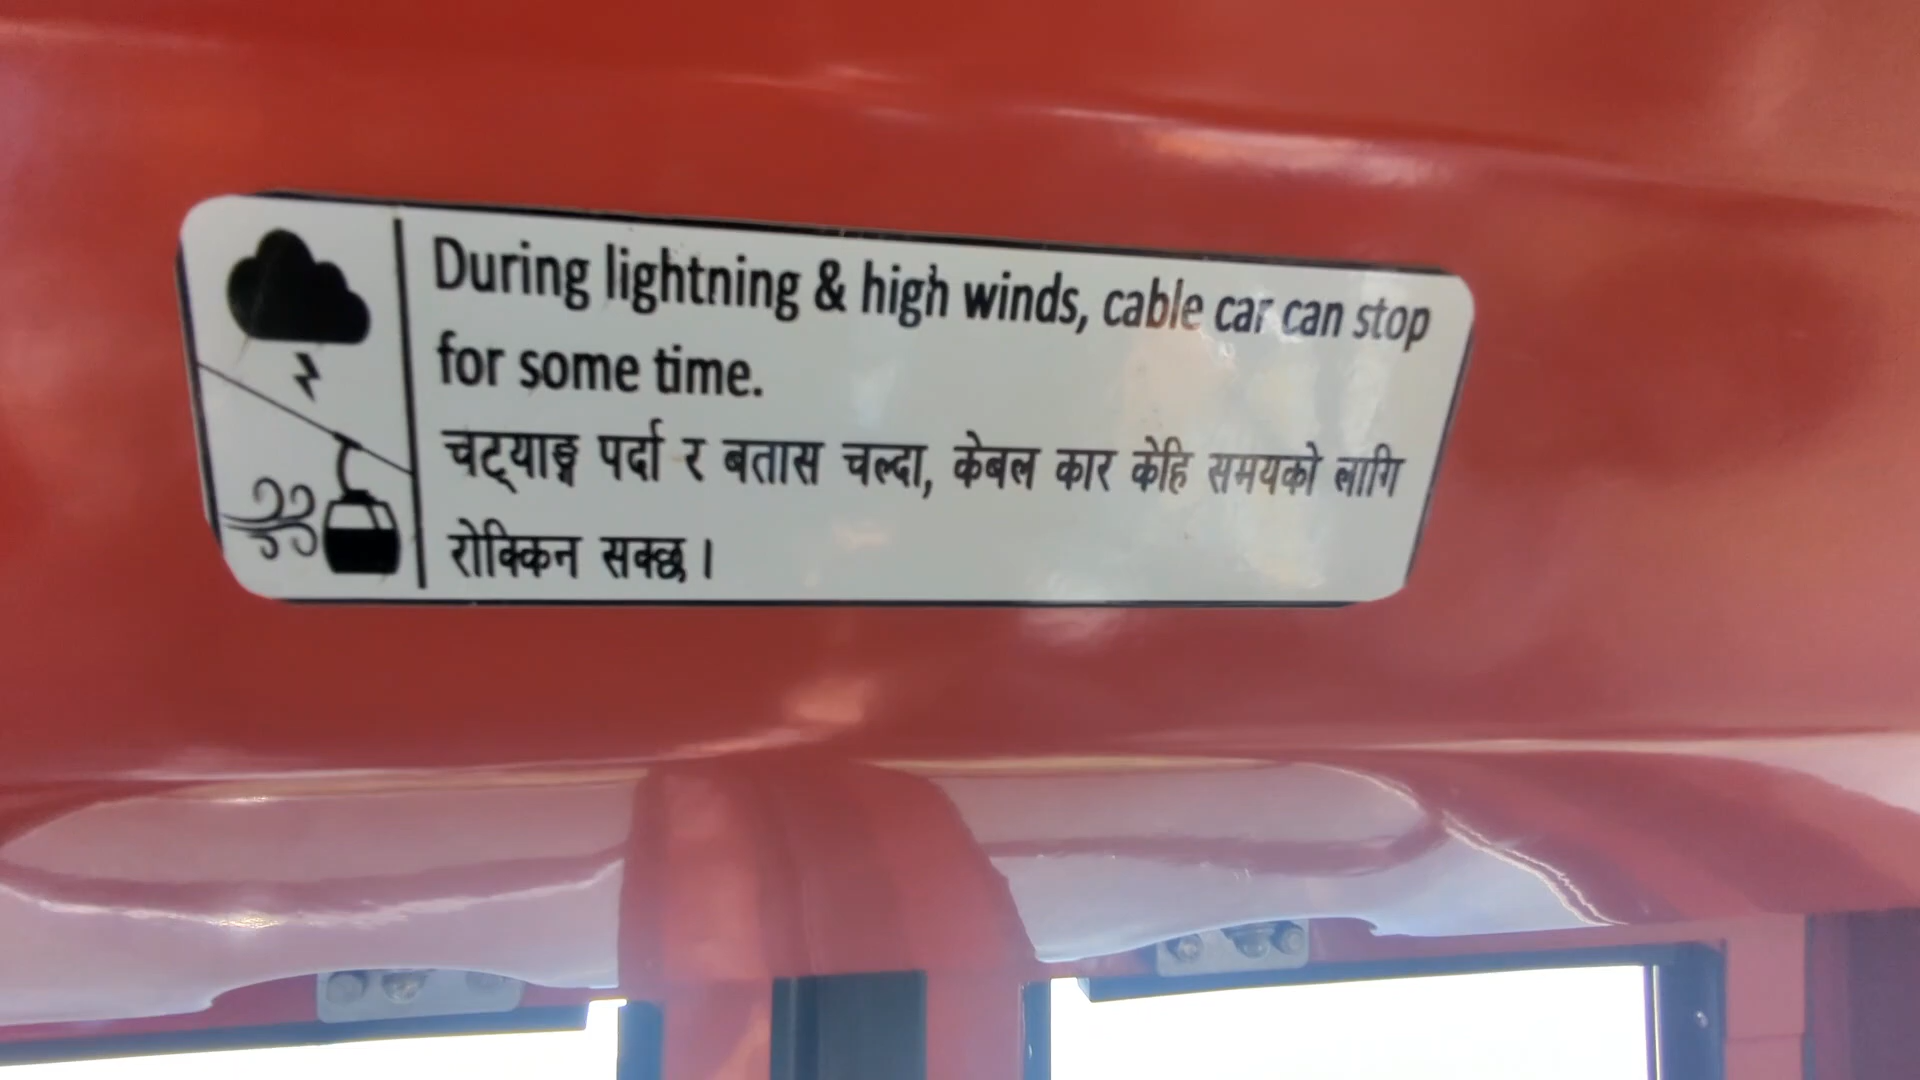 During lightning & high winds, cable car can stop
for some time.
चट्याङ्ग पर्दा र बतास चल्दा, केबल कार केहि समयको लागि
रोक्किन सक्छ ।